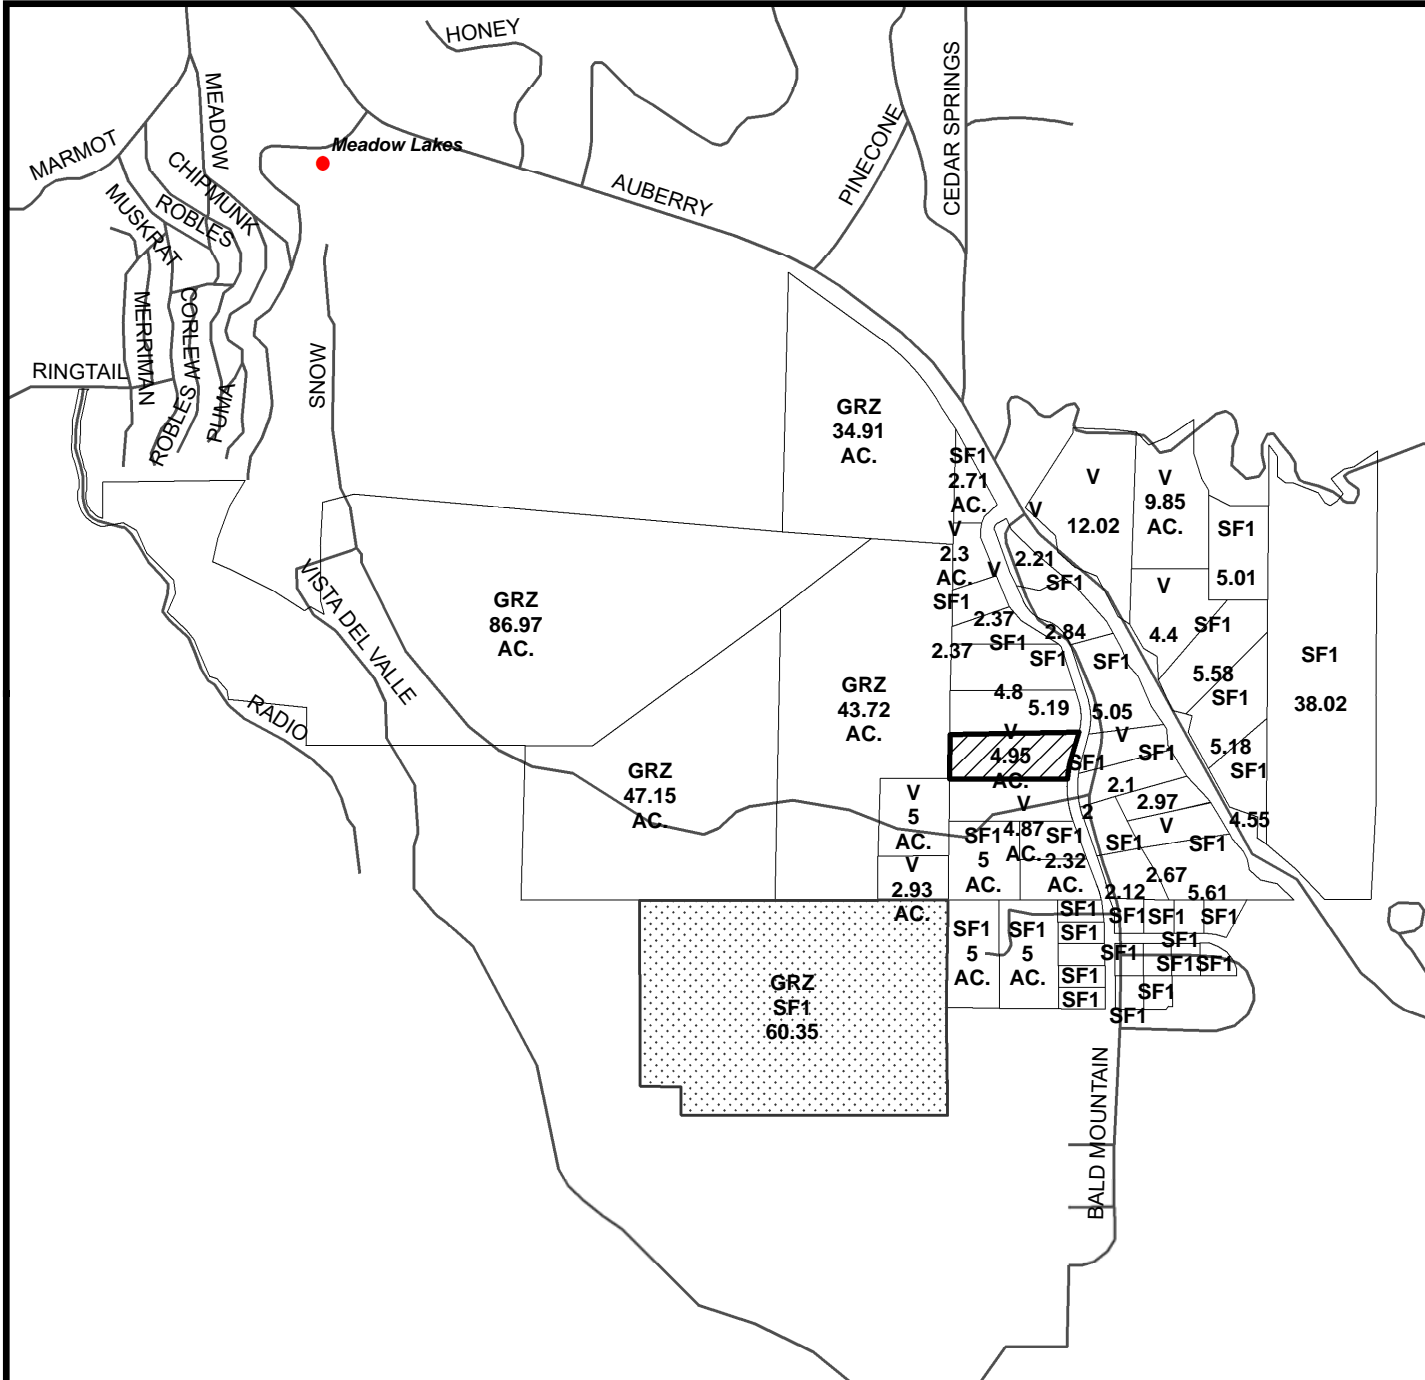 HONEY
CEDAR SPRINGS
MEADOW
PINECONE
MARMOT
Meadow Lakes
CHIPMUNK
AUBERRY
MUSKRAT
ROBLES
MERRIMAN
CORLEW
SNOW
RINGTAIL
PUMA
ROBLES
GRZ
34.91
AC.
SF1
2.71
AC.
V
12.02
V
9.85
AC.
V
SF1
5.01
V
2.3
AC.
V
2.21
SF1
V
4.4
SF1
VISTA DEL VALLE
GRZ
86.97
AC.
SF1
2.37
SF1
2.37
2.84
SF1
SF1
SF1
38.02
5.58
SF1
GRZ
43.72
AC.
4.8
5.19
5.05
RADIO
V
4.95
AC.
SF1
V
SF1
5.18
SF1
GRZ
47.15
AC.
V
5
AC.
V
4.87
AC.
2.1
2
2.97
V
4.55
SF1
5
AC.
SF1
2.32
AC.
SF1
SF1
V
2.93
AC.
2.67
2.12
5.61
SF1
5
AC.
SF1
5
AC.
SF1
SF1
SF1
SF1
SF1
SF1
SF1
SF1
SF1
SF1
SF1
SF1
SF1
SF1
GRZ
SF1
60.35
BALD MOUNTAIN